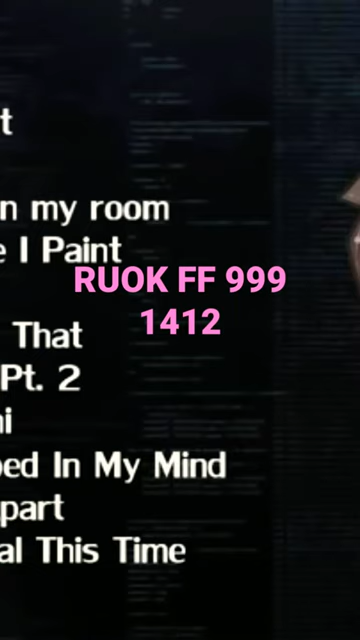 t
n my room
e I Paint
RUOK FF 999
1412
That
Pt. 2
ni
ped In My Mind
part
al This Time